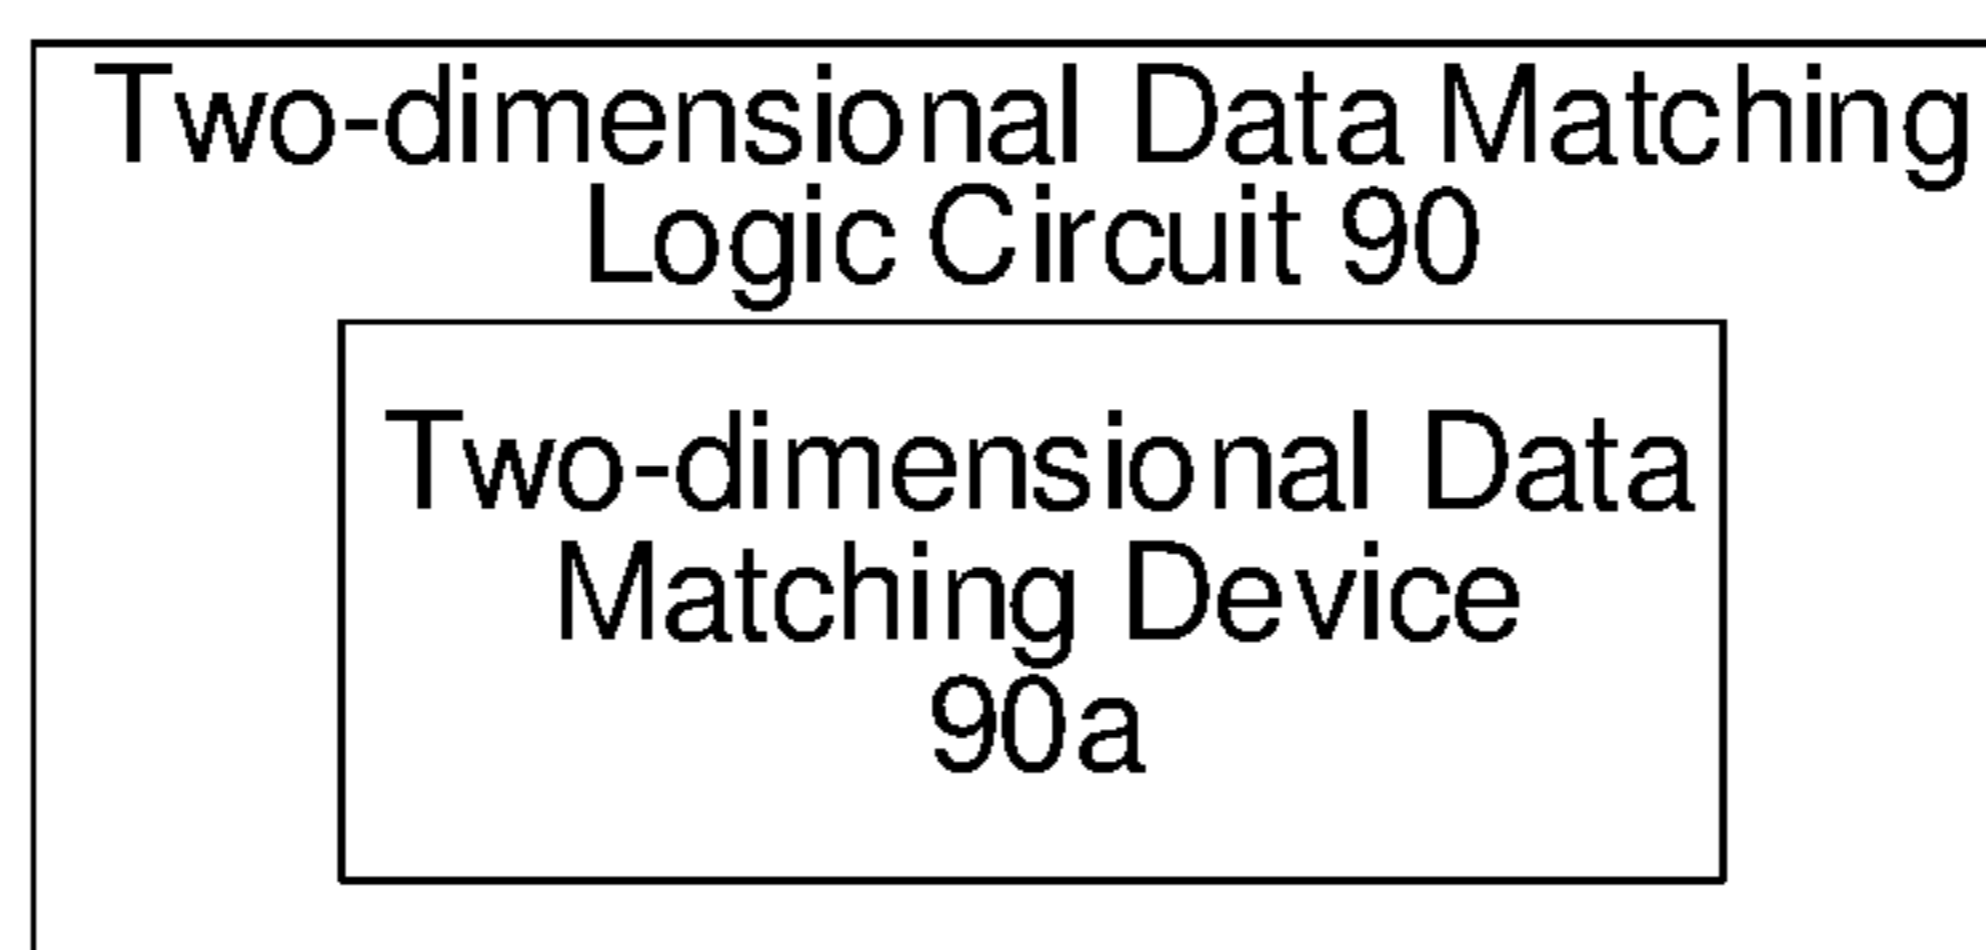 Two-dimensional Data Matching
Logic Circuit 90
Two-dimensional Data
Matching Device
90a